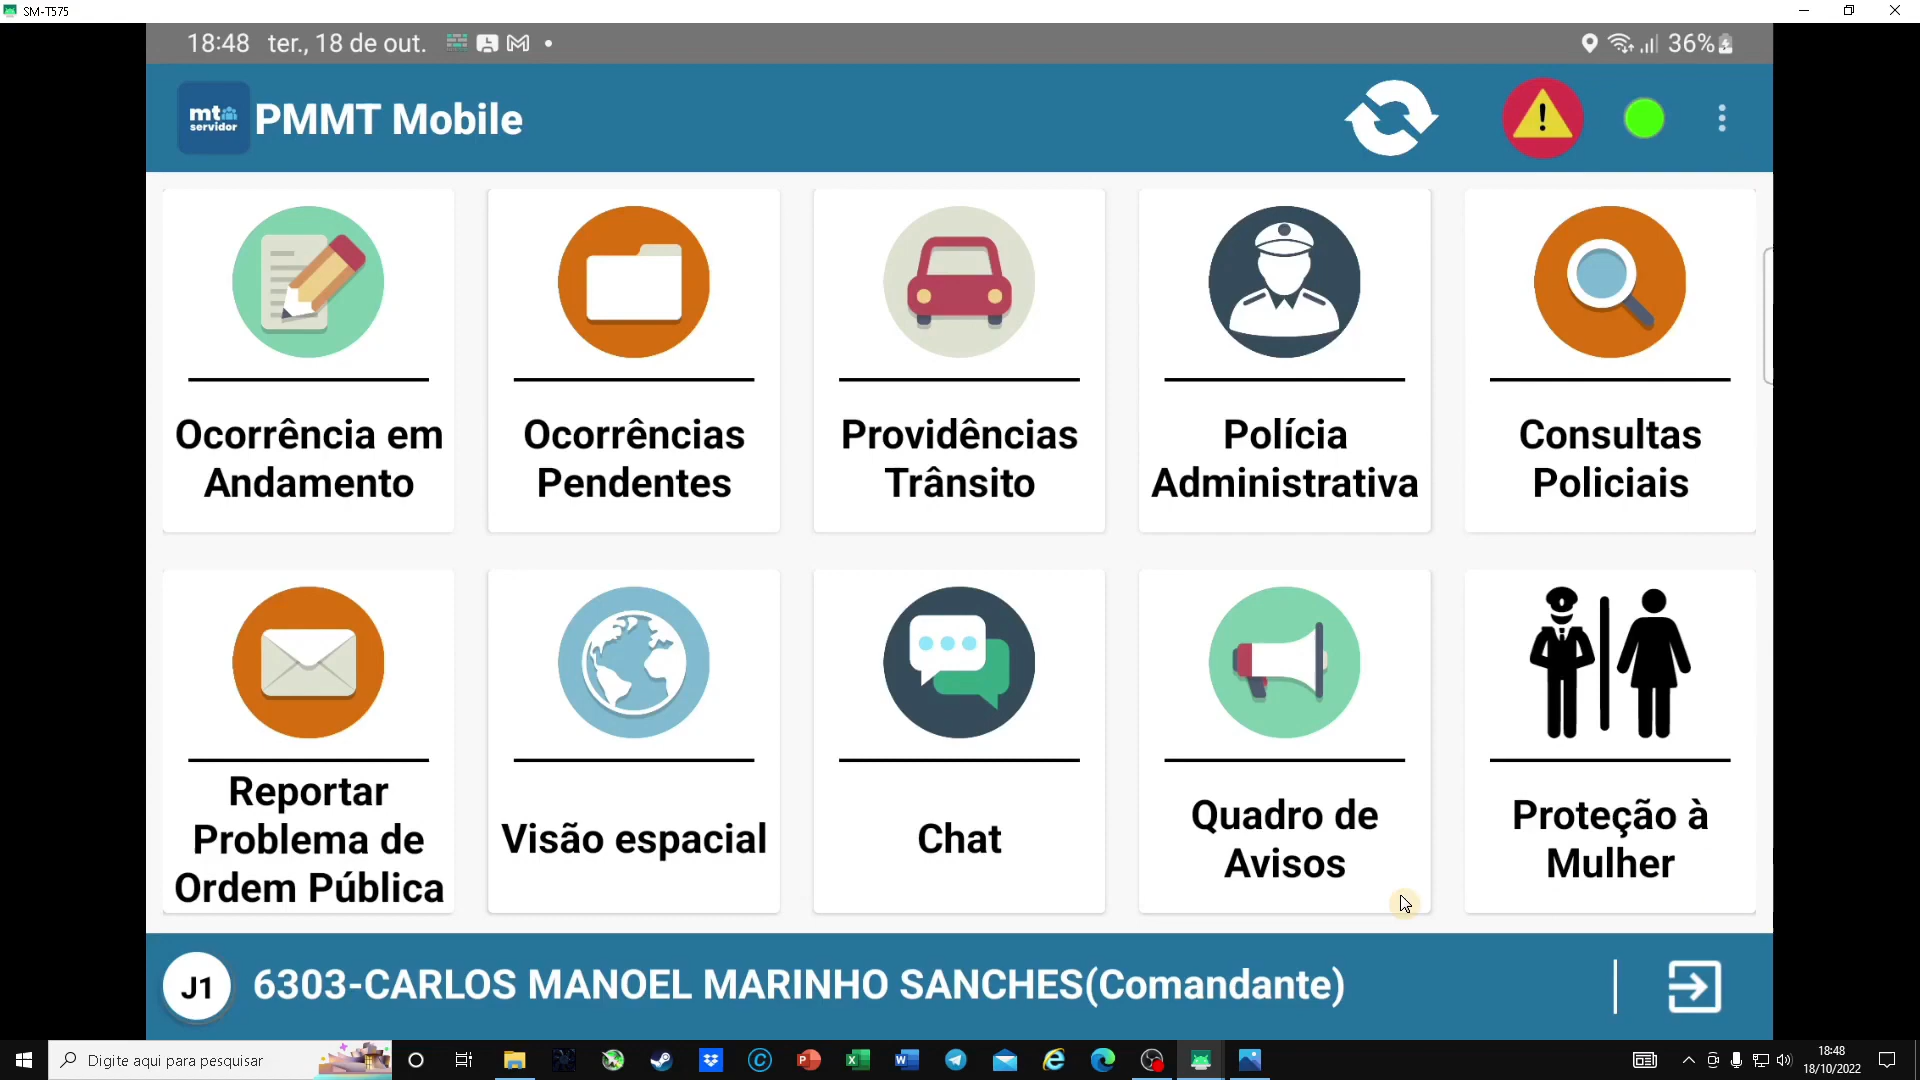 SM-T575
18:48 ter., 18 de out.
36%
mt
servidor
PMMT Mobile
Ocorrência em
Andamento
Ocorrências
Pendentes
Providências
Trânsito
Polícia
Administrativa
Consultas
Policiais
Reportar
Problema de
Ordem Pública
Visão espacial
Chat
Quadro de
Avisos
Proteção à
Mulher
J1 6303-CARLOS MANOEL MARINHO SANCHES(Comandante)
Digite aqui para pesquisar
18:48
18/10/2022